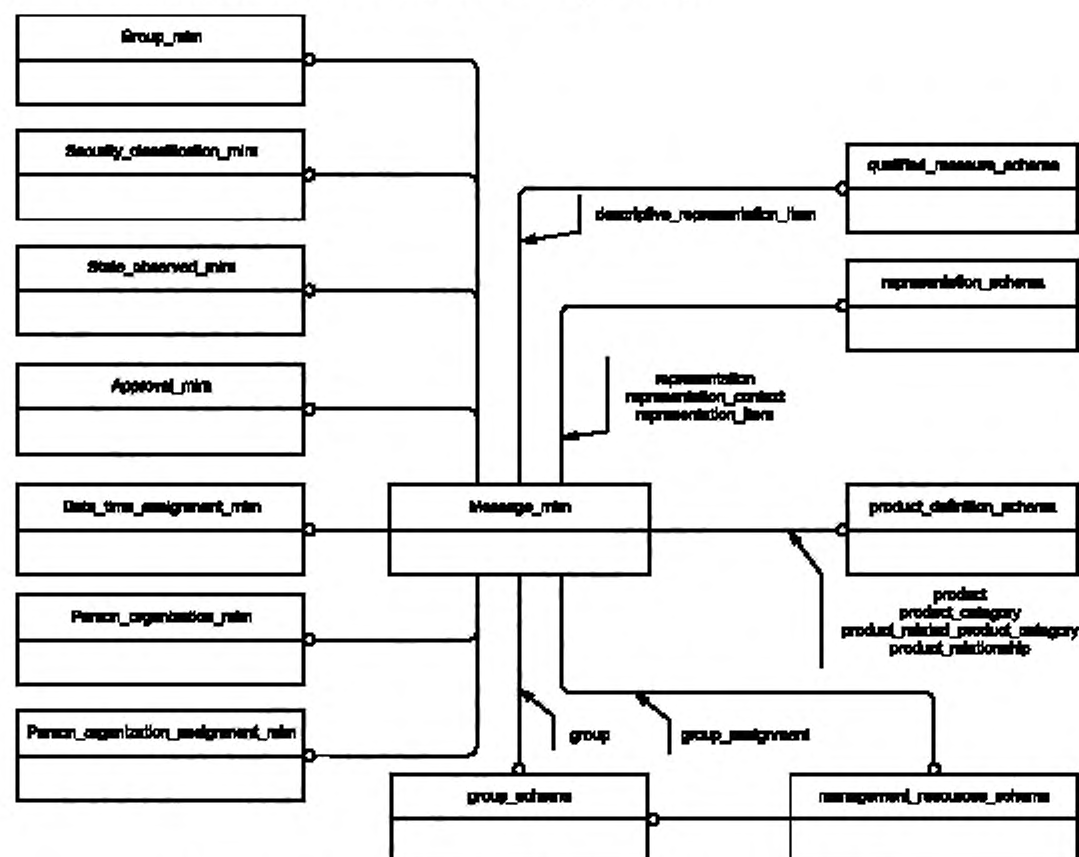 Group_mim
Security_classification_mim
State_observed_mim
Approval_mim
Date_time_assignment_mim
Person_organization_mim
Person_organization_assignment_mim
qualified_measure_schema
descriptive_representation_item
representation_schema
representation
representation_context
representation_item
Message_mim
product_definition_schema
product
product_category
product_related_product_category
product_relationship
group
group_assignment
group_schema
management_resources_schema